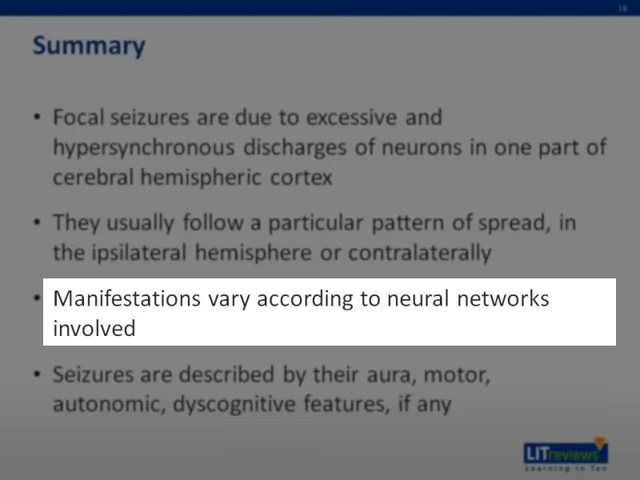 18
Summary
• Focal seizures are due to excessive and
hypersynchronous discharges of neurons in one part of
cerebral hemispheric cortex
• They usually follow a particular pattern of spread, in
the ipsilateral hemisphere or contralaterally
• Manifestations vary according to neural networks
involved
• Seizures are described by their aura, motor,
autonomic, dyscognitive features, if any
LITreviews
Learning in Ten